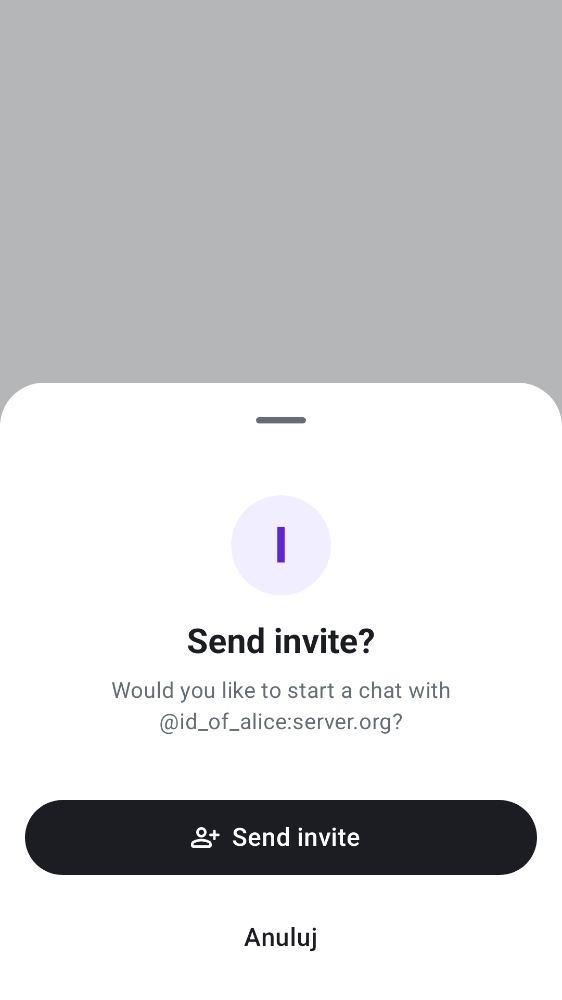 I
Send invite?
Would you like to start a chat with
@id_of_alice:server.org?
Send invite
Anuluj